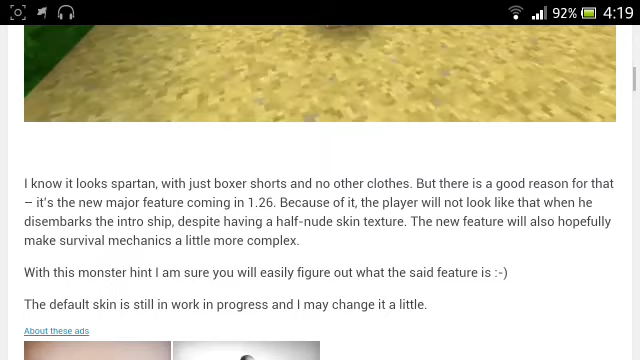 92% 4:19
I know it looks spartan, with just boxer shorts and no other clothes. But there is a good reason for that
– it's the new major feature coming in 1.26. Because of it, the player will not look like that when he
disembarks the intro ship, despite having a half-nude skin texture. The new feature will also hopefully
make survival mechanics a little more complex.
With this monster hint I am sure you will easily figure out what the said feature is :-)
The default skin is still in work in progress and I may change it a little.
About these ads